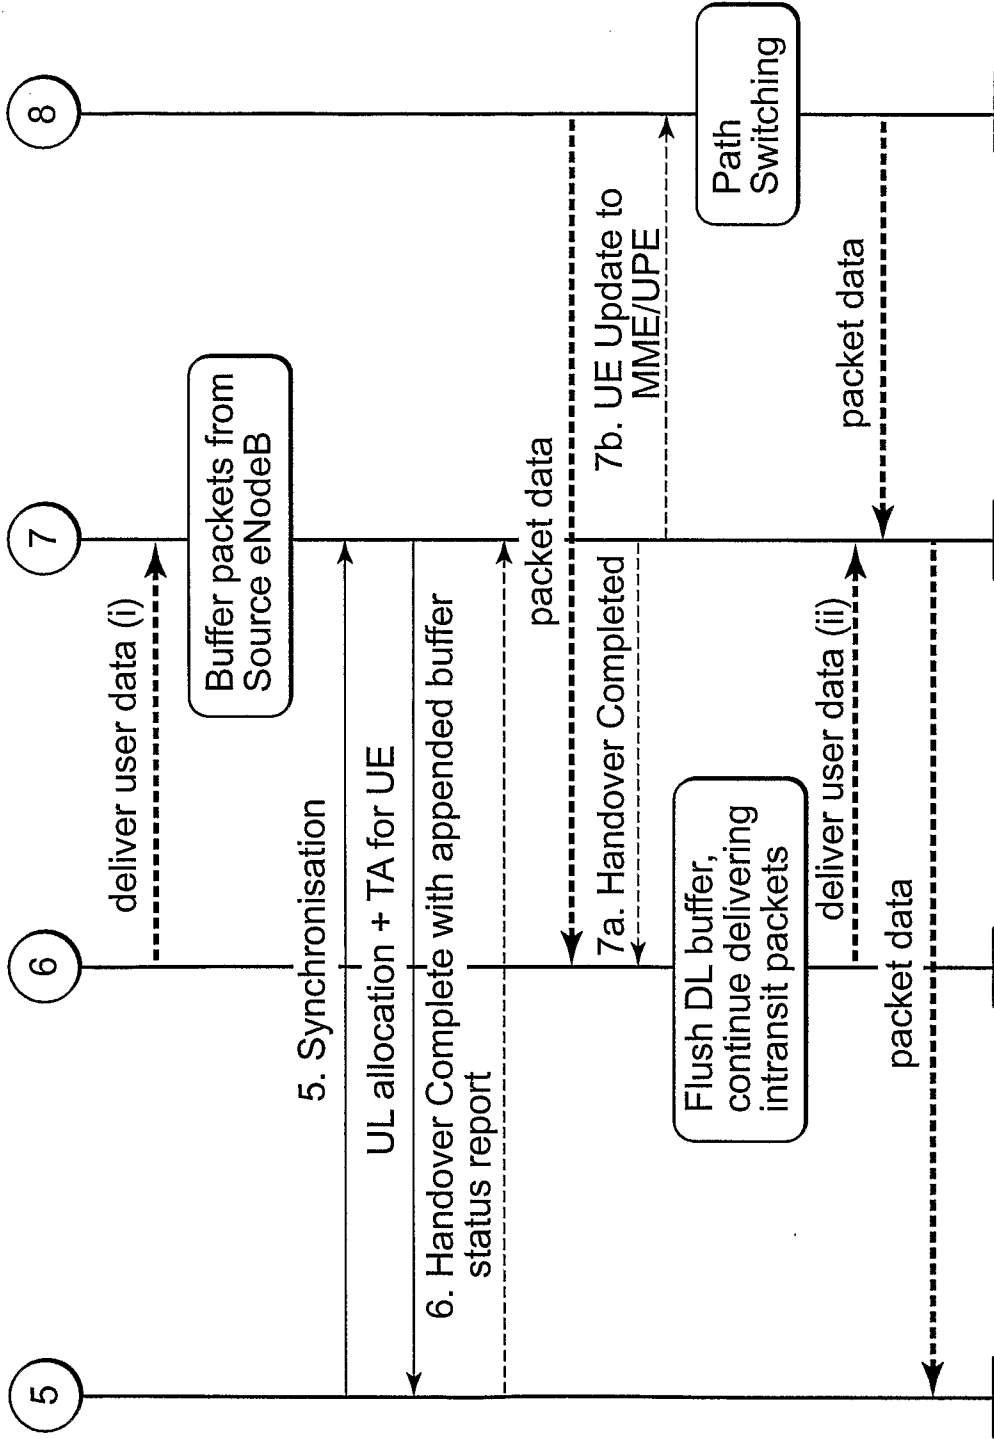 5
6
7
8
deliver user data (i)
Buffer packets from
Source eNodeB
5. Synchronisation
UL allocation + TA for UE
6. Handover Complete with appended buffer
status report
packet data
7a. Handover Completed
7b. UE Update to
MME/UPE
Flush DL buffer,
continue delivering
intransit packets
Path
Switching
deliver user data (ii)
packet data
packet data